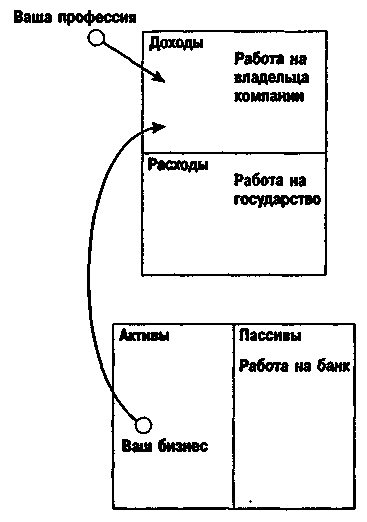 Ваша профессия
Доходы
Работа на
владельца
компании
Расходы
Работа на
государство
Активы
Пассивы
Работа на банк
Ваш бизнес